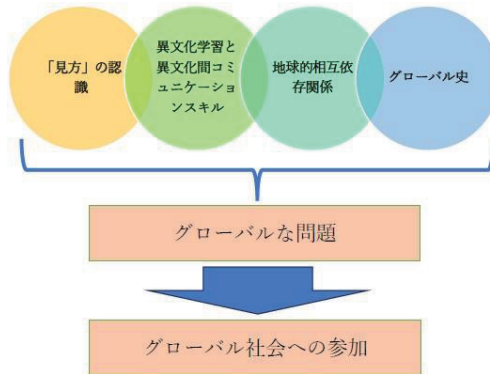 「見方」の認
識
異文化学習と
異文化間コミ
ュニケーショ
ンスキル
地球的相互依
存関係
グローバル史
グローバルな問題
グローバル社会への参加